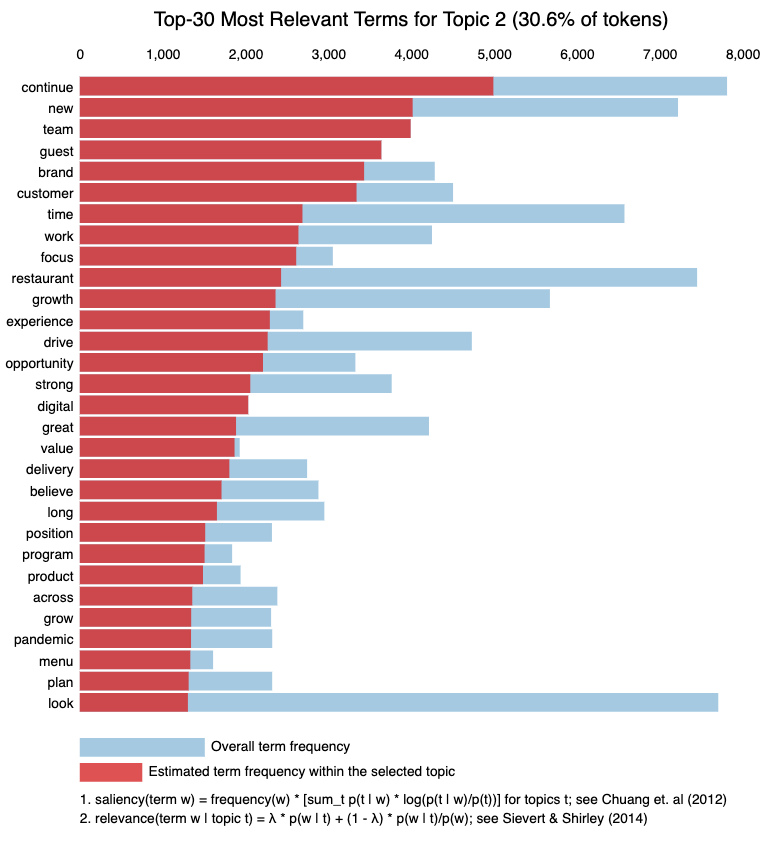 Top-30 Most Relevant Terms for Topic 2 (30.6% of tokens)
0 1,000 2,000 3,000 4,000 5,000 6,000 7,000 8,000
continue
new
team
guest
brand
customer
time
work
focus
restaurant
growth
experience
drive
opportunity
strong
digital
great
value
delivery
believe
long
position
program
product
across
grow
pandemic
menu
plan
look
Overall term frequency
Estimated term frequency within the selected topic
1. saliency(term w) = frequency(w) * [sum_t p(t | w) * log(p(t | w)/p(t))] for topics t; see Chuang et. al (2012)
2. relevance(term w | topic t) = λ * p(w | t) + (1 - λ) * p(w | t)/p(w); see Sievert & Shirley (2014)